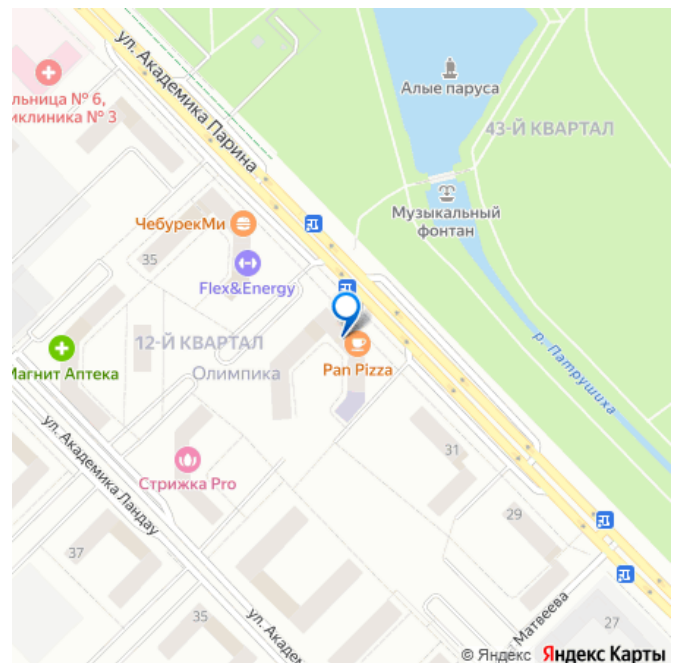 ул. Академика Парина
льница № 6,
иклиника № 3
Алые паруса
43-Й КВАРТАЛ
Музыкальный
фонтан
ЧебурекМи
35
Flex&Energy
р. Патрушиха
12-Й КВАРТАЛ
Магнит Аптека
Олимпика
Pan Pizza
ул. Академика Ландау
Стрижка Pro
31
29
37
35
ул. Акаде
Матвеева
27
© Яндекс Яндекс Карты